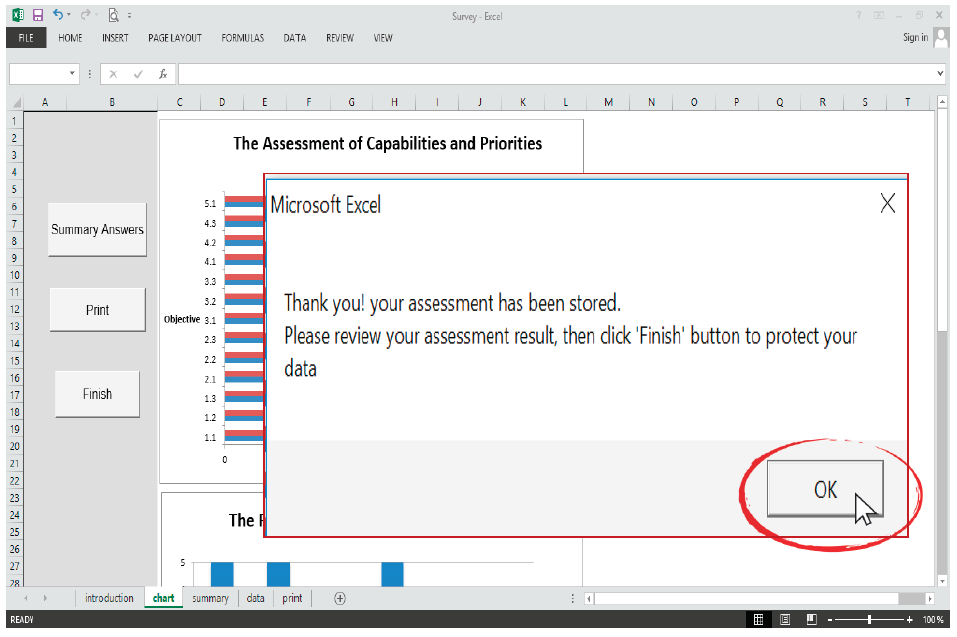 Survey - Excel
?
FILE HOME INSERT PAGE LAYOUT FORMULAS DATA REVIEW VIEW
Sign in
fx
A B C D E F G H I J K L M N O P Q R S T
1
2
3
4
5
6
7
8
9
10
11
12
13
14
15
16
17
18
19
20
21
22
23
24
25
26
27
28
Summary Answers
Print
Finish
The Assessment of Capabilities and Priorities
Objective
5.1
4.3
4.2
4.1
3.3
3.2
3.1
2.3
2.2
2.1
1.3
1.2
1.1
0
Microsoft Excel
Thank you! your assessment has been stored.
Please review your assessment result, then click 'Finish' button to protect your
data
OK
The
5
introduction chart summary data print
READY
100%